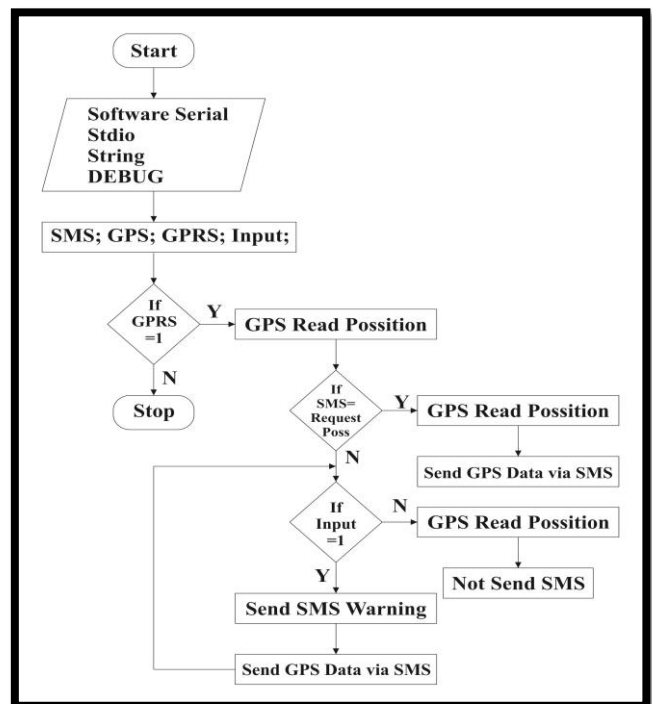 Start
Software Serial
Stdio
String
DEBUG
SMS; GPS; GPRS; Input;
If
GPRS
=1
Y
GPS Read Possition
N
Stop
If
SMS=
Request
Poss
Y
GPS Read Possition
Send GPS Data via SMS
N
If
Input
=1
N
GPS Read Possition
Not Send SMS
Y
Send SMS Warning
Send GPS Data via SMS